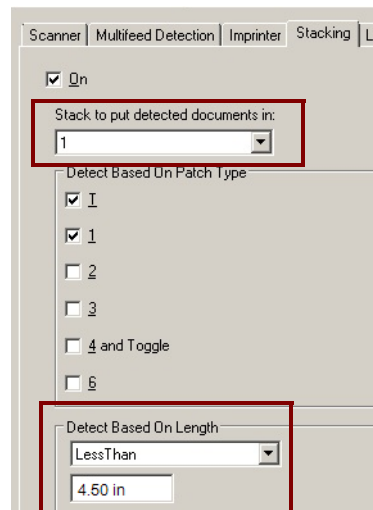 Scanner Multifeed Detection Imprinter Stacking L
On
Stack to put detected documents in:
1
Detect Based On Patch Type
T
1
2
3
4 and Toggle
6
Detect Based On Length
LessThan
4.50 in